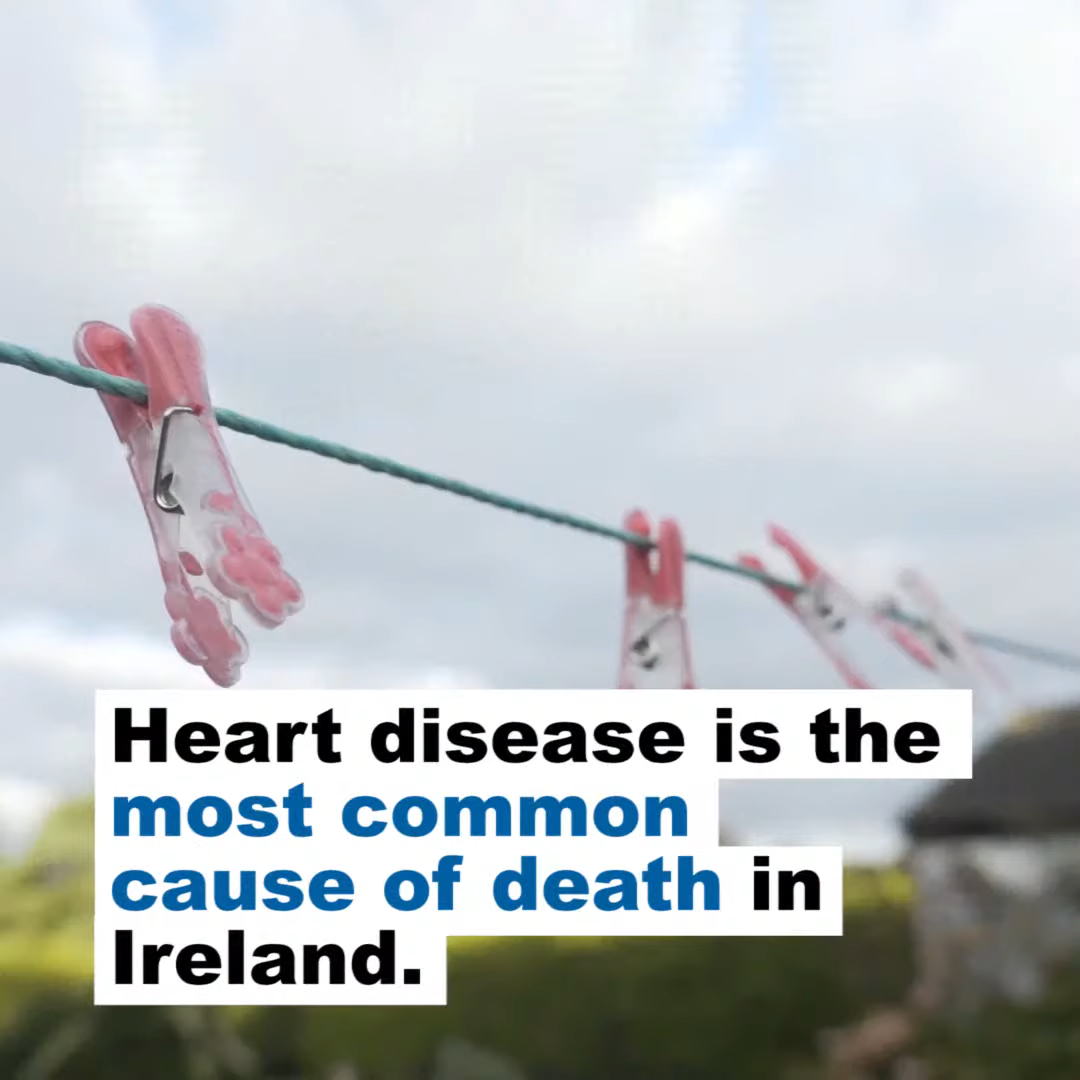 Heart disease is the
most common
cause of death in
Ireland.